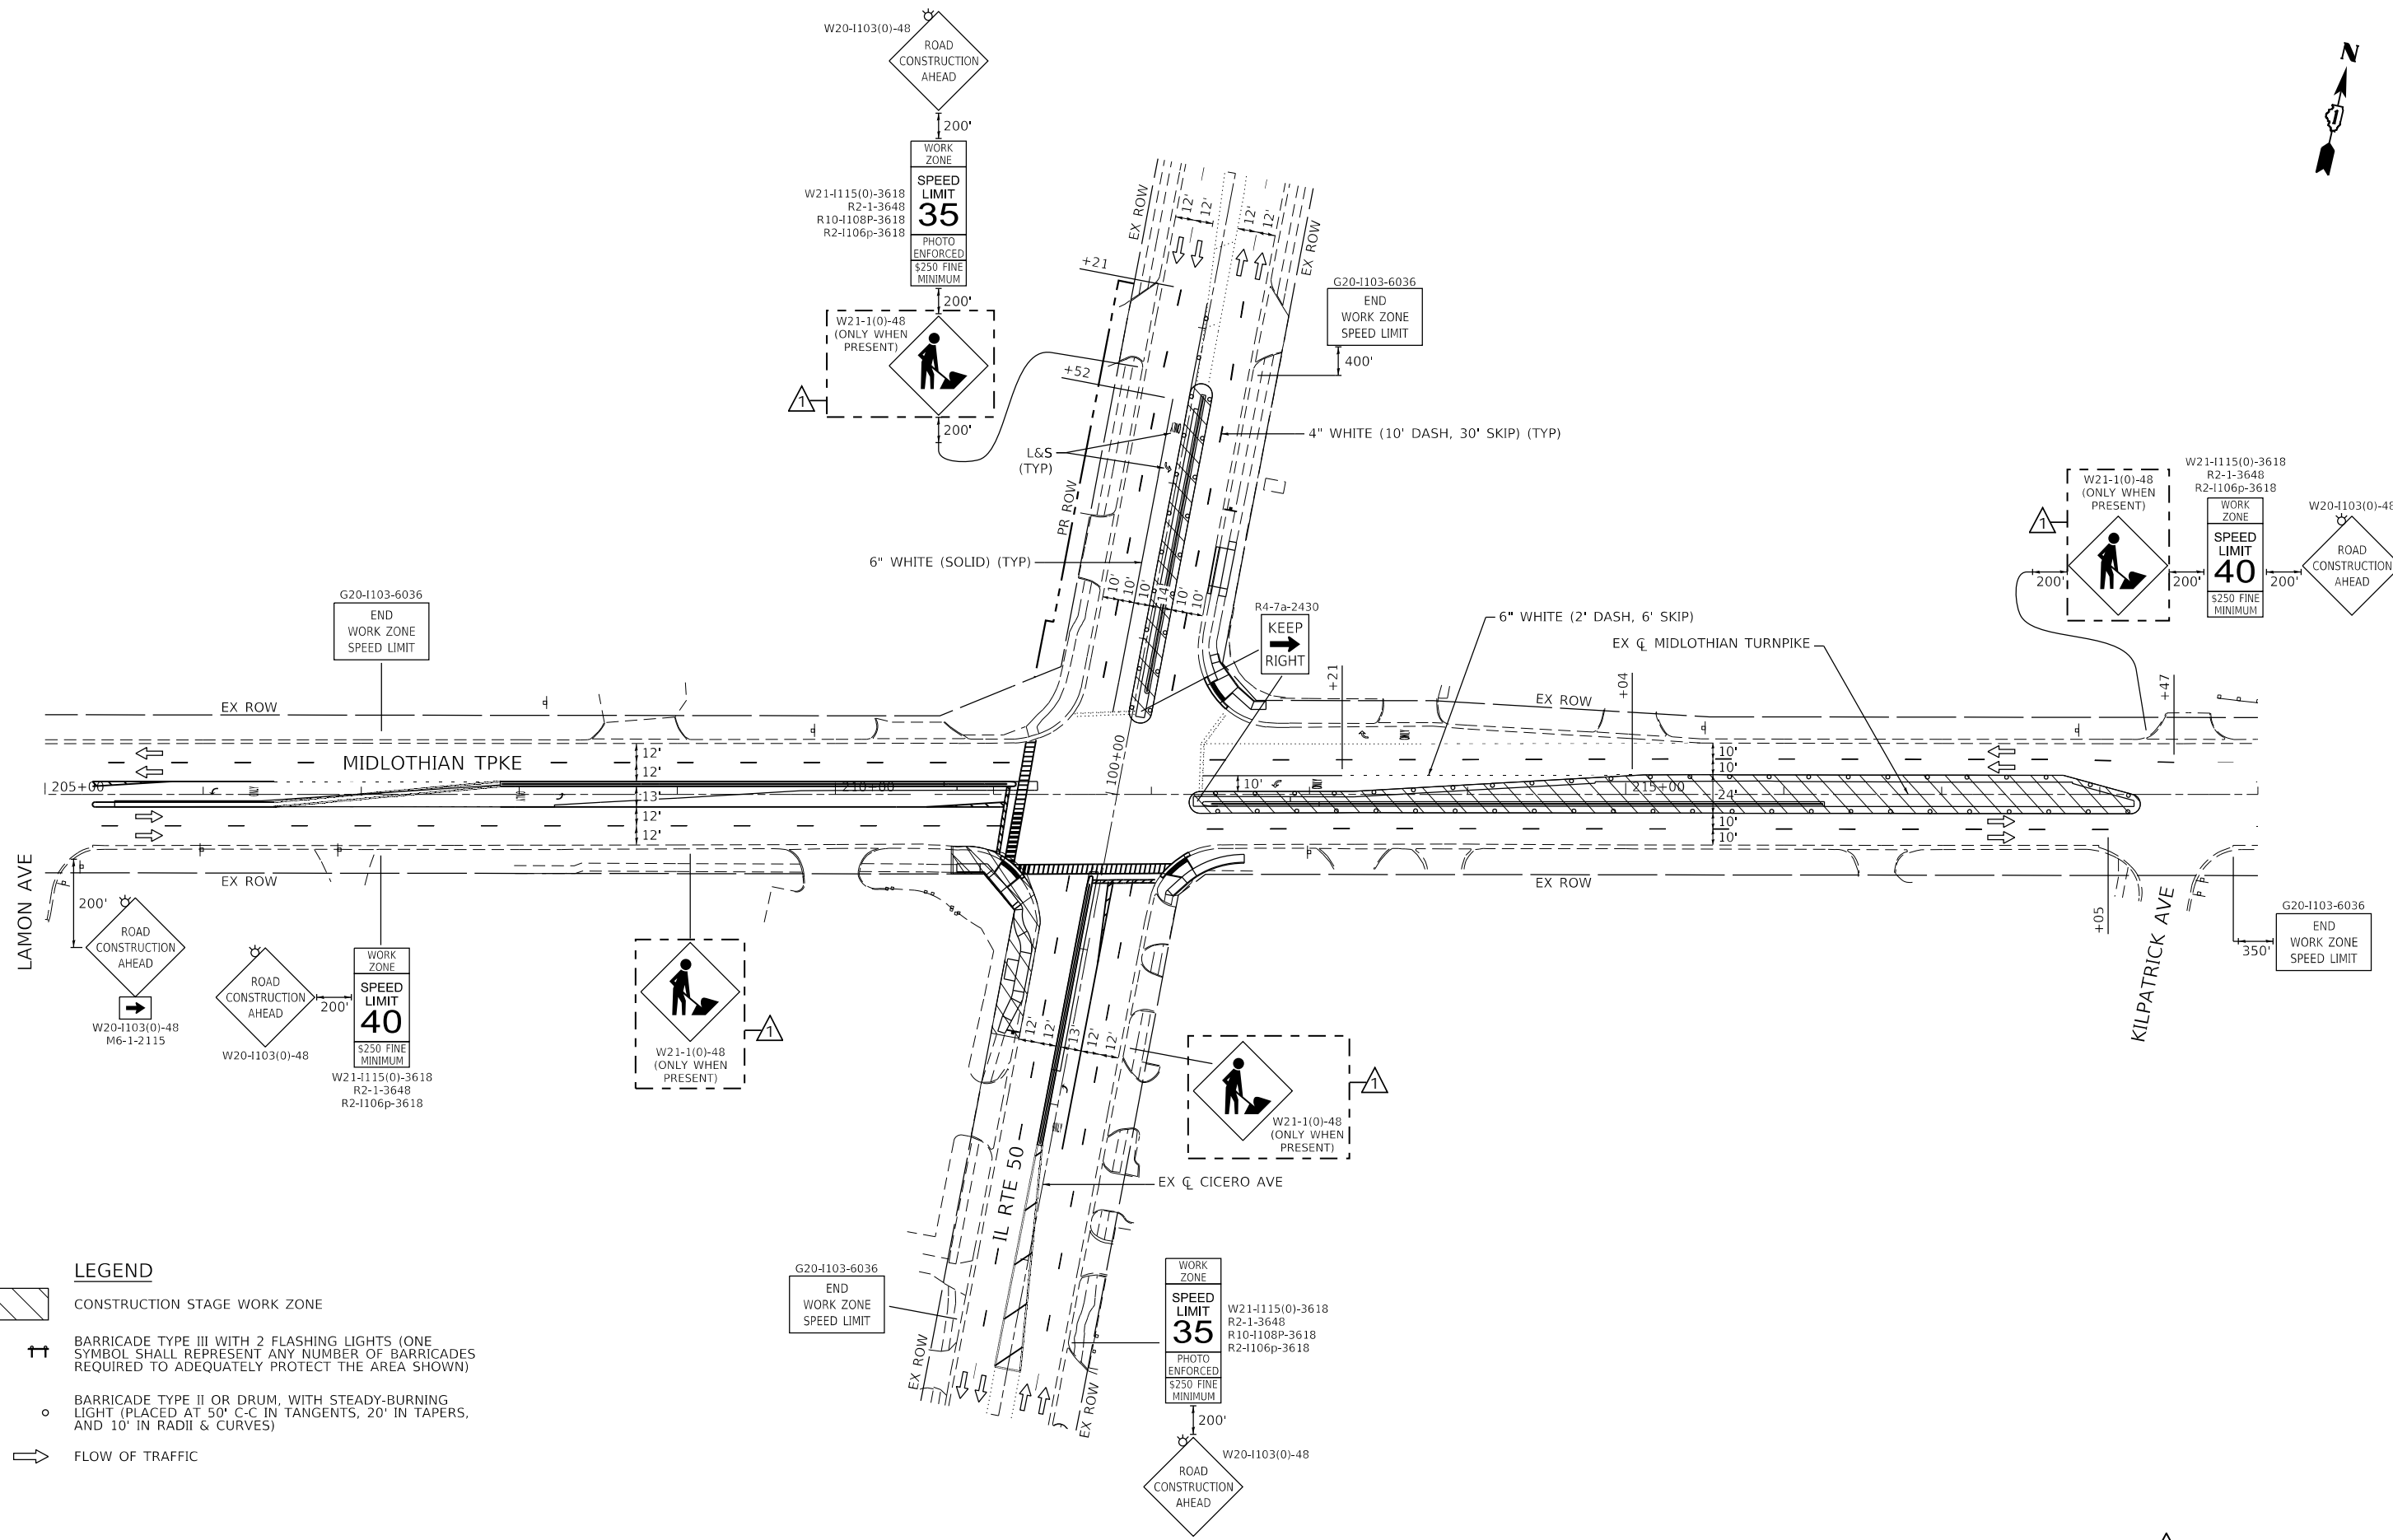 W20-I103(0)-48
ROAD
CONSTRUCTION
AHEAD
200'
WORK
ZONE
SPEED
LIMIT
35
PHOTO
ENFORCED
$250 FINE
MINIMUM
W21-I115(0)-3618
R2-1-3648
R10-I108P-3618
R2-I106p-3618
200'
W21-1(0)-48
(ONLY WHEN
PRESENT)
1
200'
N
1
EX ROW
12'
12'
12'
12'
EX ROW
+21
+52
G20-I103-6036
END
WORK ZONE
SPEED LIMIT
400'
L&S
(TYP)
4" WHITE (10' DASH, 30' SKIP) (TYP)
PR ROW
6" WHITE (SOLID) (TYP)
10'
10'
10'
14'
10'
10'
R4-7a-2430
KEEP
RIGHT
6" WHITE (2' DASH, 6' SKIP)
EX ℄ MIDLOTHIAN TURNPIKE
W21-1(0)-48
(ONLY WHEN
PRESENT)
1
W21-I115(0)-3618
R2-1-3648
R2-I106p-3618
WORK
ZONE
SPEED
LIMIT
40
$250 FINE
MINIMUM
W20-I103(0)-48
ROAD
CONSTRUCTION
AHEAD
200'
200'
200'
G20-I103-6036
END
WORK ZONE
SPEED LIMIT
EX ROW
MIDLOTHIAN TPKE
12'
12'
13'
12'
12'
205+00
210+00
100+00
10'
+21
+04
EX ROW
+47
10'
10'
24'
10'
10'
215+00
EX ROW
EX ROW
LAMON AVE
200'
ROAD
CONSTRUCTION
AHEAD
W20-I103(0)-48
M6-1-2115
ROAD
CONSTRUCTION
AHEAD
W20-I103(0)-48
200'
WORK
ZONE
SPEED
LIMIT
40
$250 FINE
MINIMUM
W21-I115(0)-3618
R2-1-3648
R2-I106p-3618
W21-1(0)-48
(ONLY WHEN
PRESENT)
1
12'
12'
13'
12'
12'
W21-1(0)-48
(ONLY WHEN
PRESENT)
1
+05
KILPATRICK AVE
350'
G20-I103-6036
END
WORK ZONE
SPEED LIMIT
IL RTE 50
EX ℄ CICERO AVE
G20-I103-6036
END
WORK ZONE
SPEED LIMIT
EX ROW
EX ROW
WORK
ZONE
SPEED
LIMIT
35
PHOTO
ENFORCED
$250 FINE
MINIMUM
W21-I115(0)-3618
R2-1-3648
R10-I108P-3618
R2-I106p-3618
200'
W20-I103(0)-48
ROAD
CONSTRUCTION
AHEAD
LEGEND
CONSTRUCTION STAGE WORK ZONE
BARRICADE TYPE III WITH 2 FLASHING LIGHTS (ONE
SYMBOL SHALL REPRESENT ANY NUMBER OF BARRICADES
REQUIRED TO ADEQUATELY PROTECT THE AREA SHOWN)
BARRICADE TYPE II OR DRUM, WITH STEADY-BURNING
LIGHT (PLACED AT 50' C-C IN TANGENTS, 20' IN TAPERS,
AND 10' IN RADII & CURVES)
FLOW OF TRAFFIC